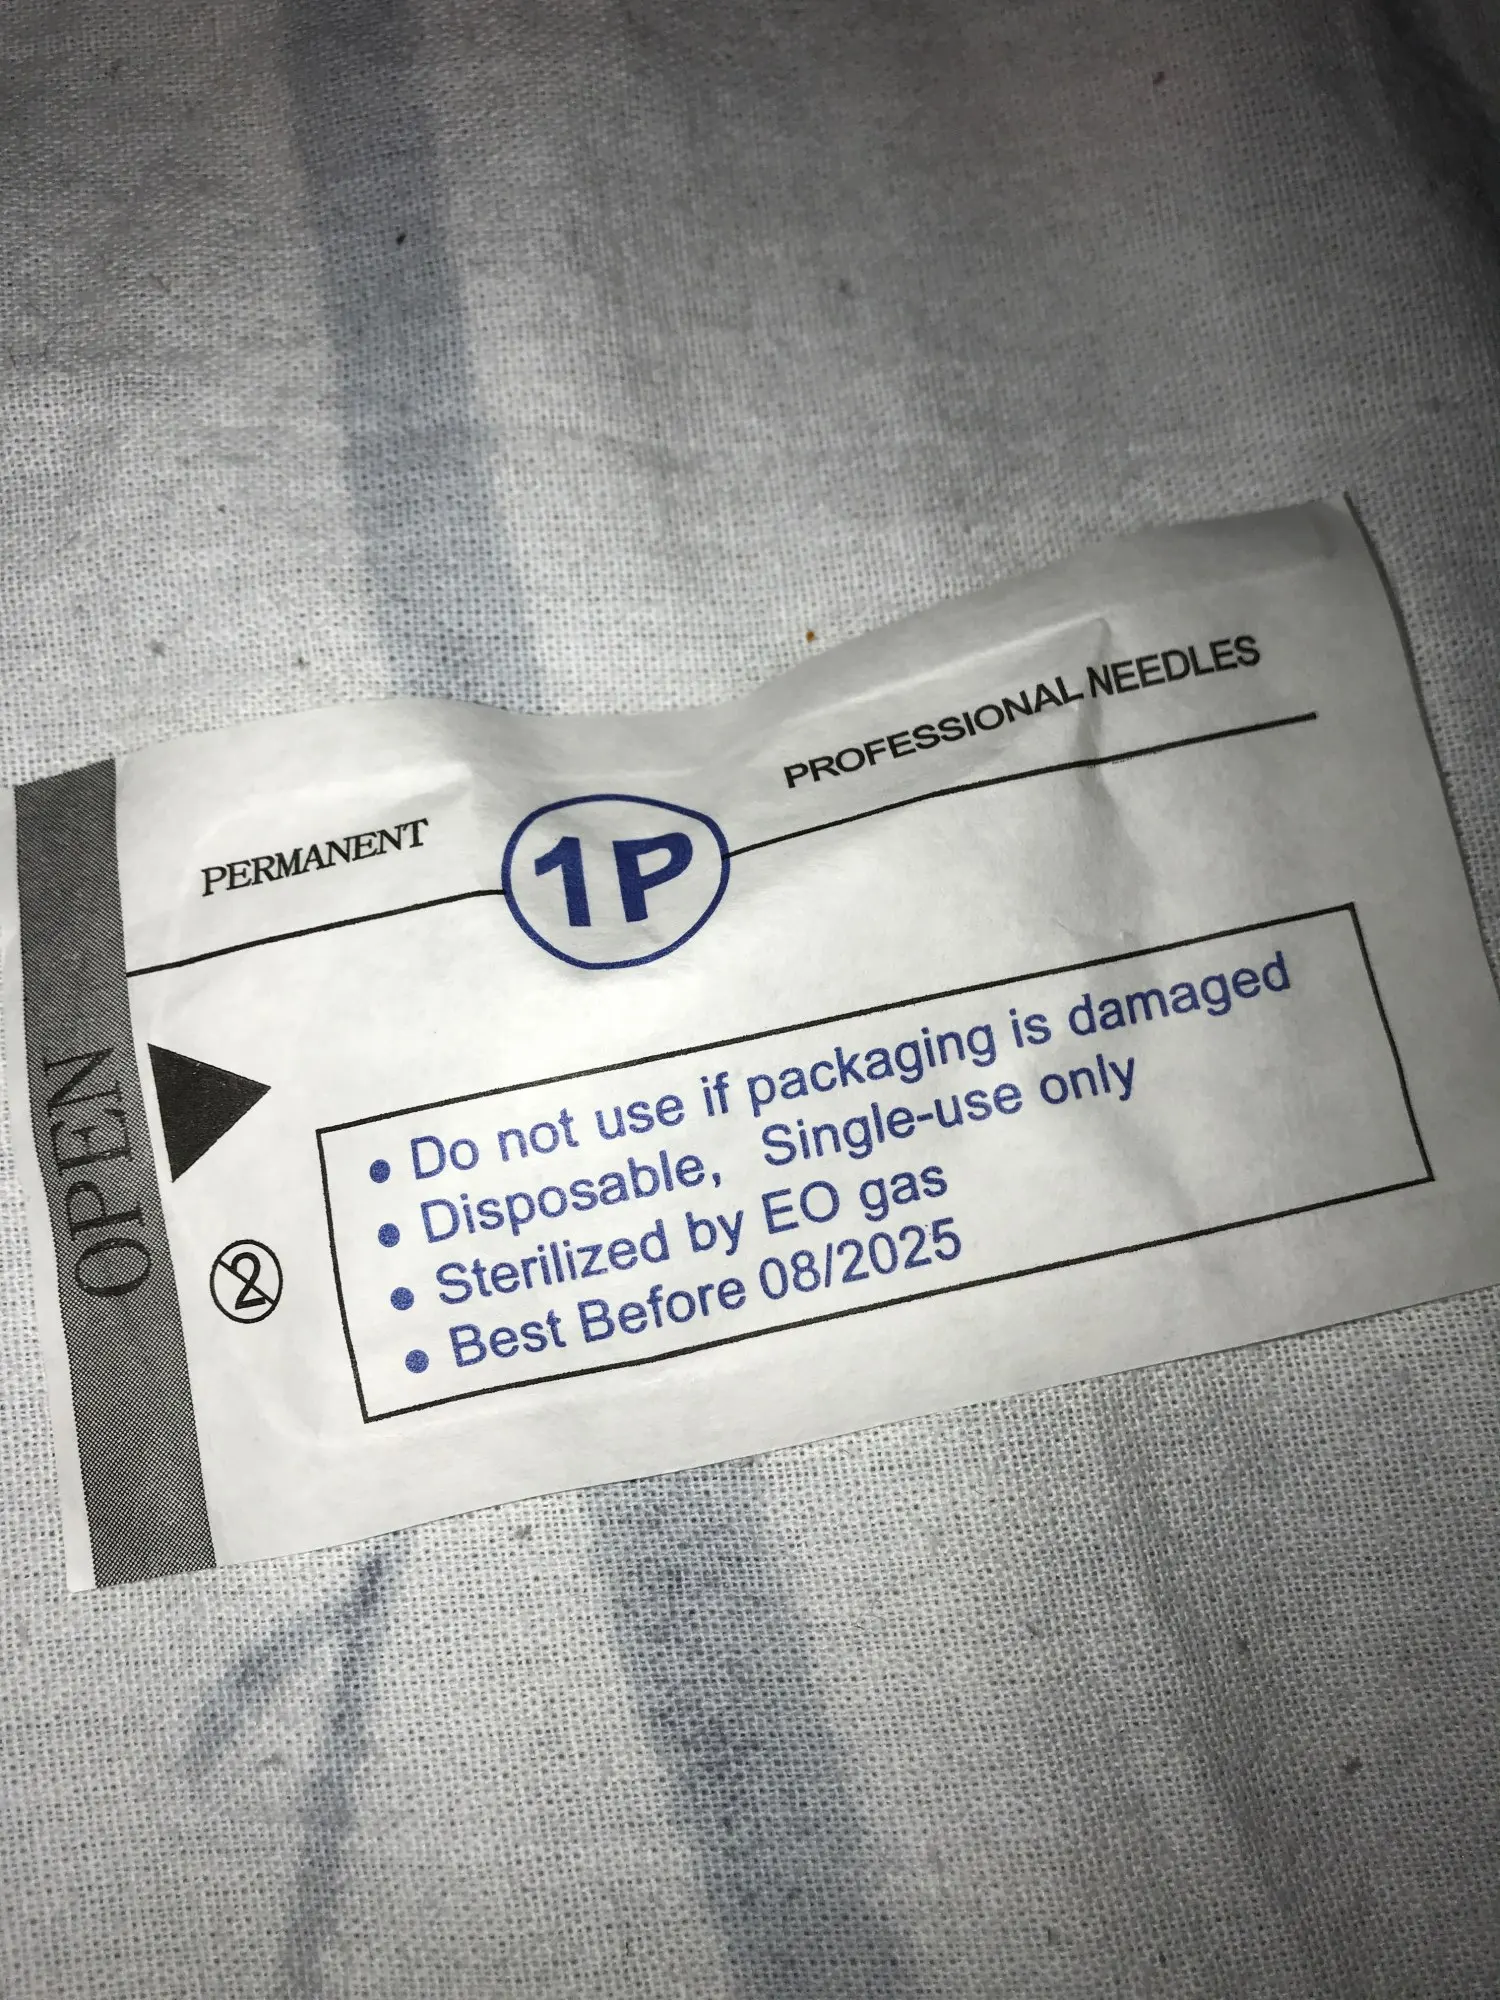 PERMANENT
1P
PROFESSIONAL NEEDLES
OPEN
2
• Do not use if packaging is damaged
• Disposable, Single-use only
• Sterilized by EO gas
• Best Before 08/2025